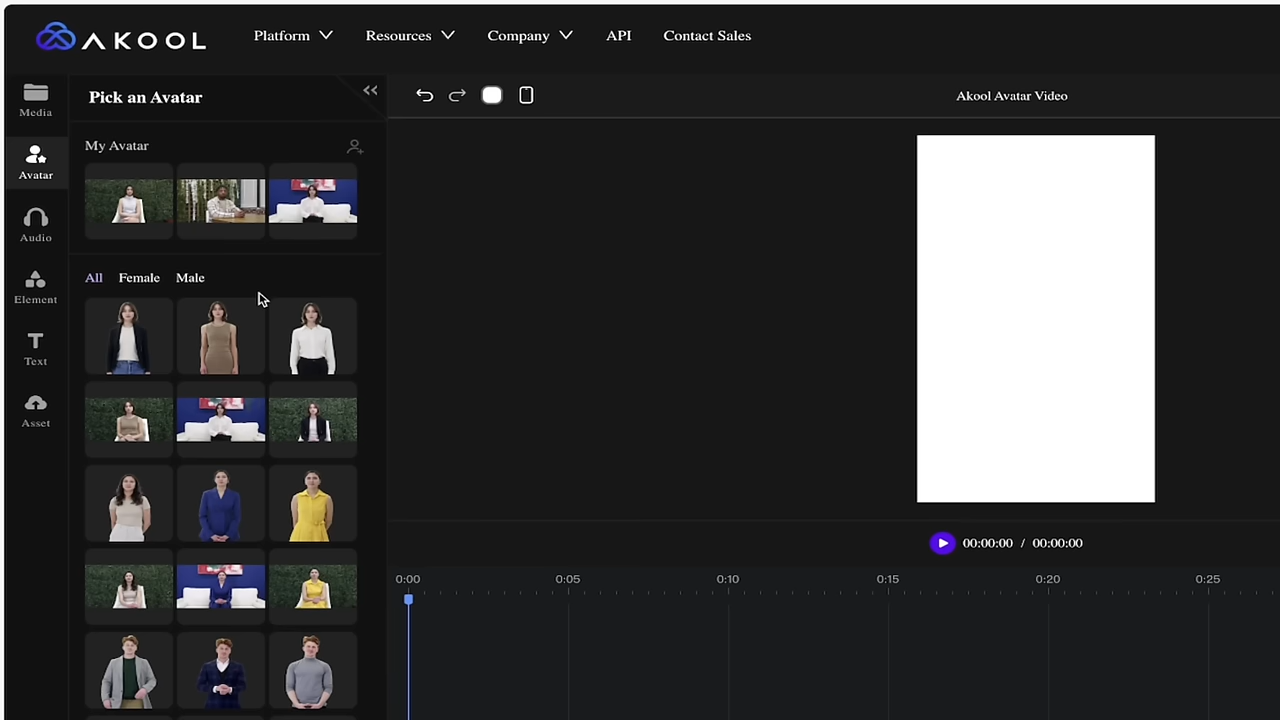 AKOOL
Platform
Resources
Company
API
Contact Sales
Media
Avatar
Audio
Element
Text
Asset
Pick an Avatar
My Avatar
All Female Male
Akool Avatar Video
00:00:00 / 00:00:00
0:00 0:05 0:10 0:15 0:20 0:25